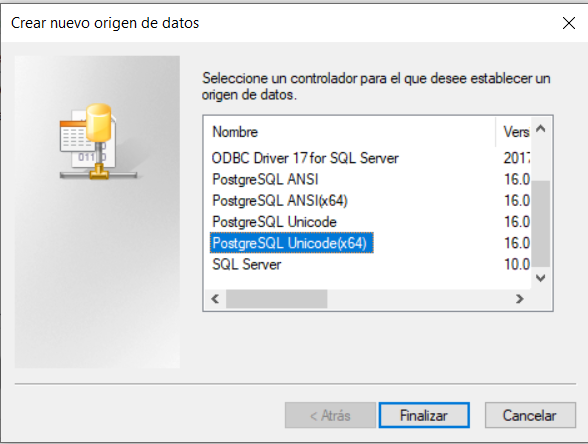 Crear nuevo origen de datos
Seleccione un controlador para el que desee establecer un
origen de datos.
Nombre Vers
ODBC Driver 17 for SQL Server 2017
PostgreSQL ANSI 16.0
PostgreSQL ANSI(x64) 16.0
PostgreSQL Unicode 16.0
PostgreSQL Unicode(x64) 16.0
SQL Server 10.0
< Atrás Finalizar Cancelar